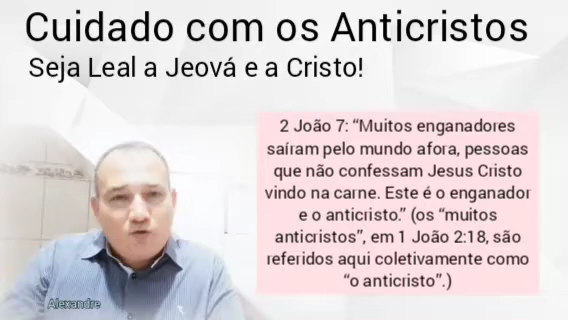 Cuidado com os Anticristos
Seja Leal a Jeová e a Cristo!
2 João 7: “Muitos enganadores
saíram pelo mundo afora, pessoas
que não confessam Jesus Cristo
vindo na carne. Este é o enganador
e o anticristo.” (os “muitos
anticristos”, em 1 João 2:18, são
referidos aqui coletivamente como
“o anticristo”.)
Alexandre